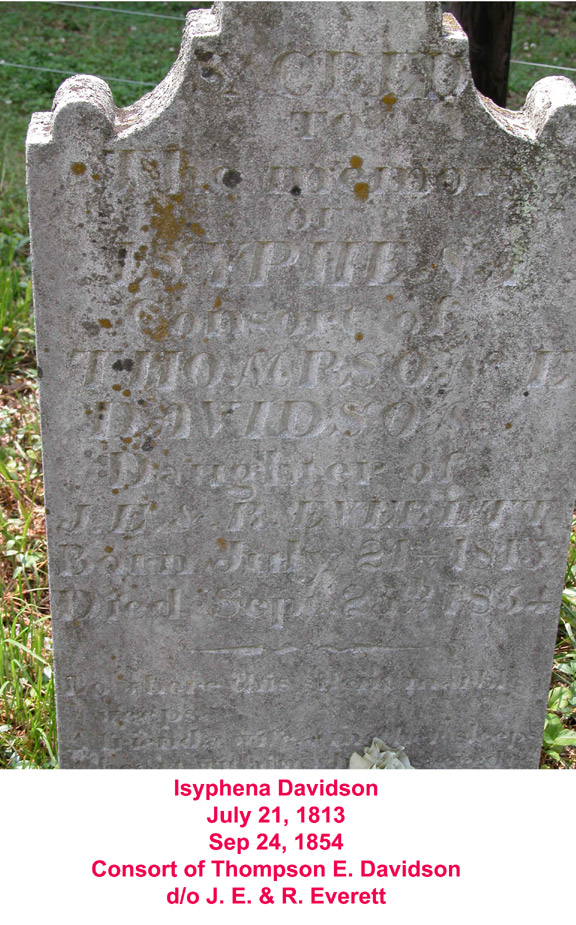 SACRED
TO
The memory
OF
ISYPHENA
Consort of
THOMPSON E
DAVIDSON
Daughter of
J. E. & R. EVERETT
Born July 21 1813
Died Sep. 24 1854
weeps
Isyphena Davidson
July 21, 1813
Sep 24, 1854
Consort of Thompson E. Davidson
d/o J. E. & R. Everett